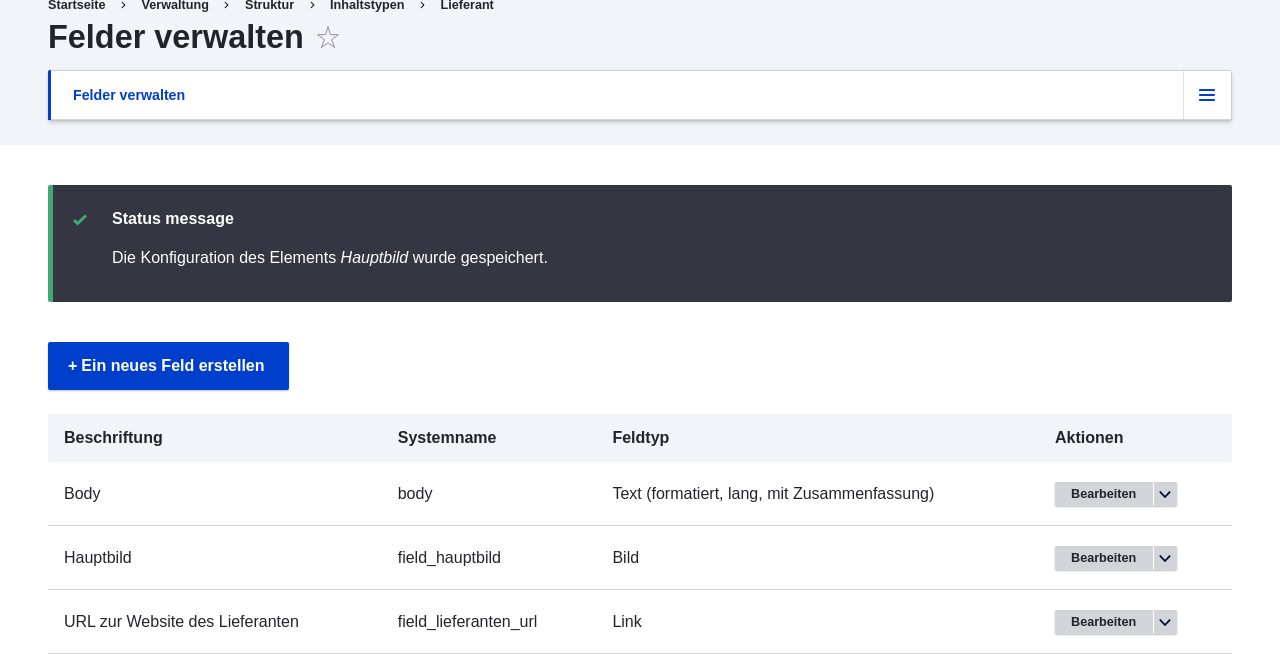 Startseite > Verwaltung > Struktur > Inhaltstypen > Lieferant
Felder verwalten ☆
Felder verwalten
Status message
Die Konfiguration des Elements Hauptbild wurde gespeichert.
+ Ein neues Feld erstellen
Beschriftung Systemname Feldtyp Aktionen
Body body Text (formatiert, lang, mit Zusammenfassung) Bearbeiten
Hauptbild field_hauptbild Bild Bearbeiten
URL zur Website des Lieferanten field_lieferanten_url Link Bearbeiten